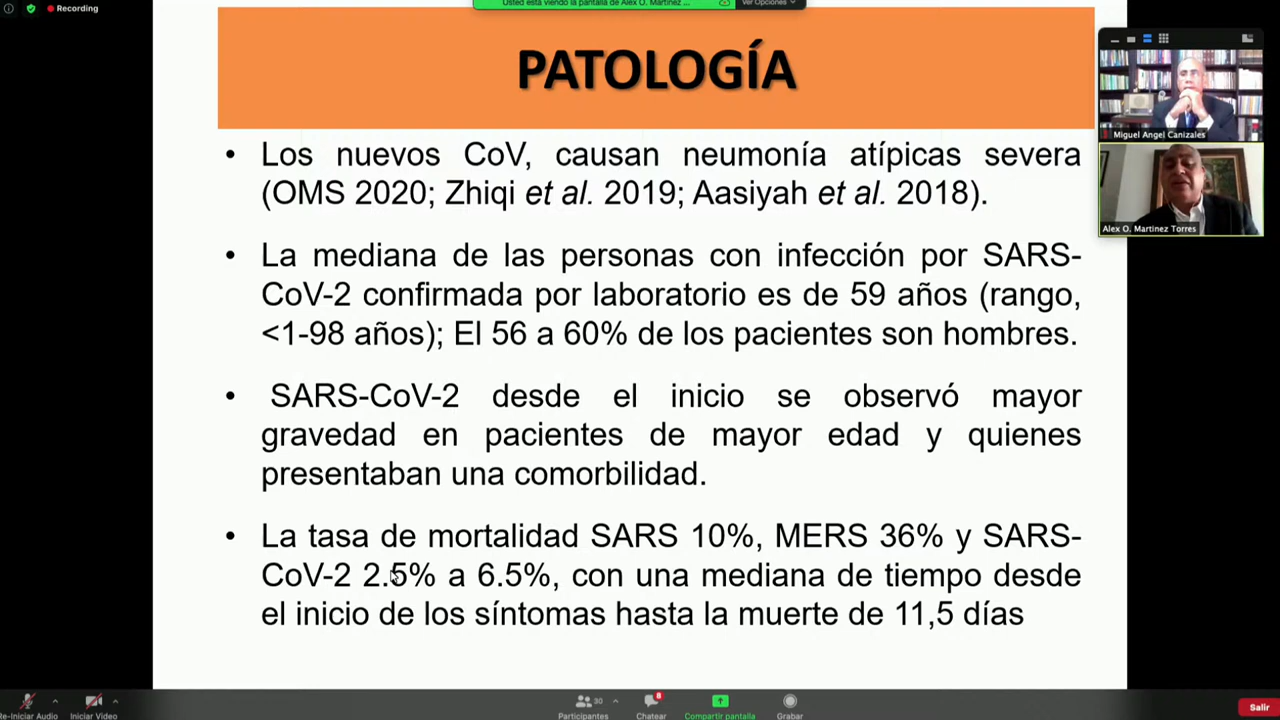 Recording
Usted está viendo la pantalla de Alex O. Martinez ...
Ver Opciones
PATOLOGÍA
• Los nuevos CoV, causan neumonía atípicas severa
(OMS 2020; Zhiqi et al. 2019; Aasiyah et al. 2018).
• La mediana de las personas con infección por SARS-
CoV-2 confirmada por laboratorio es de 59 años (rango,
<1-98 años); El 56 a 60% de los pacientes son hombres.
• SARS-CoV-2 desde el inicio se observó mayor
gravedad en pacientes de mayor edad y quienes
presentaban una comorbilidad.
• La tasa de mortalidad SARS 10%, MERS 36% y SARS-
CoV-2 2.5% a 6.5%, con una mediana de tiempo desde
el inicio de los síntomas hasta la muerte de 11,5 días
Miguel Angel Canizales
Alex O. Martinez Torres
Re-Iniciar Audio
Iniciar Video
30
Participantes
8
Chatear
Compartir pantalla
Grabar
Salir